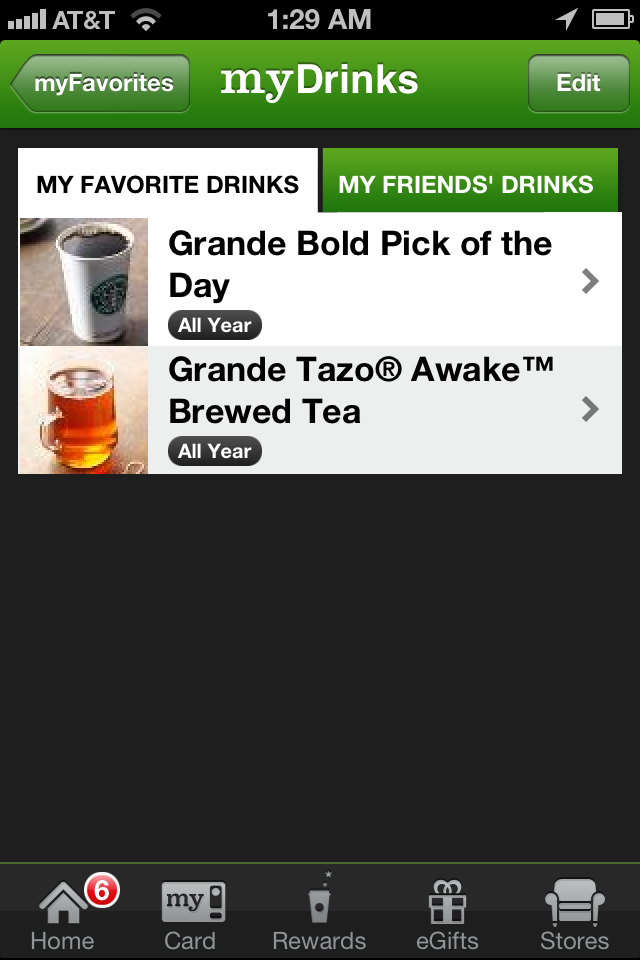 AT&T 1:29 AM
myFavorites myDrinks Edit
MY FAVORITE DRINKS MY FRIENDS' DRINKS
Grande Bold Pick of the
Day
All Year
Grande Tazo® Awake™
Brewed Tea
All Year
6
my
Home Card Rewards eGifts Stores